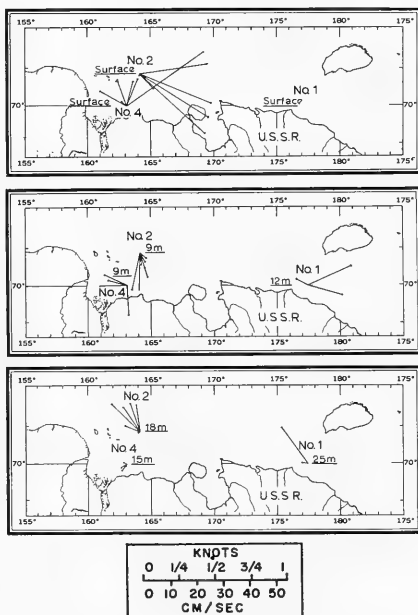 155° 160° 165° 170° 175° 180° 175°
No. 2
Surface
Surface
No. 4
No. 1
Surface
70° 70°
U.S.S.R.
155° 160° 165° 170° 175° 180° 175°
155° 160° 165° 170° 175° 180° 175°
No. 2
9m
9m
No. 4
No. 1
12m
70° 70°
U.S.S.R.
155° 160° 165° 170° 175° 180° 175°
155° 160° 165° 170° 175° 180° 175°
No. 2
18m
No. 4
15m
No. 1
25m
70° 70°
U.S.S.R.
155° 160° 165° 170° 175° 180° 175°
KNOTS
0 1/4 1/2 3/4 1
0 10 20 30 40 50
CM/SEC